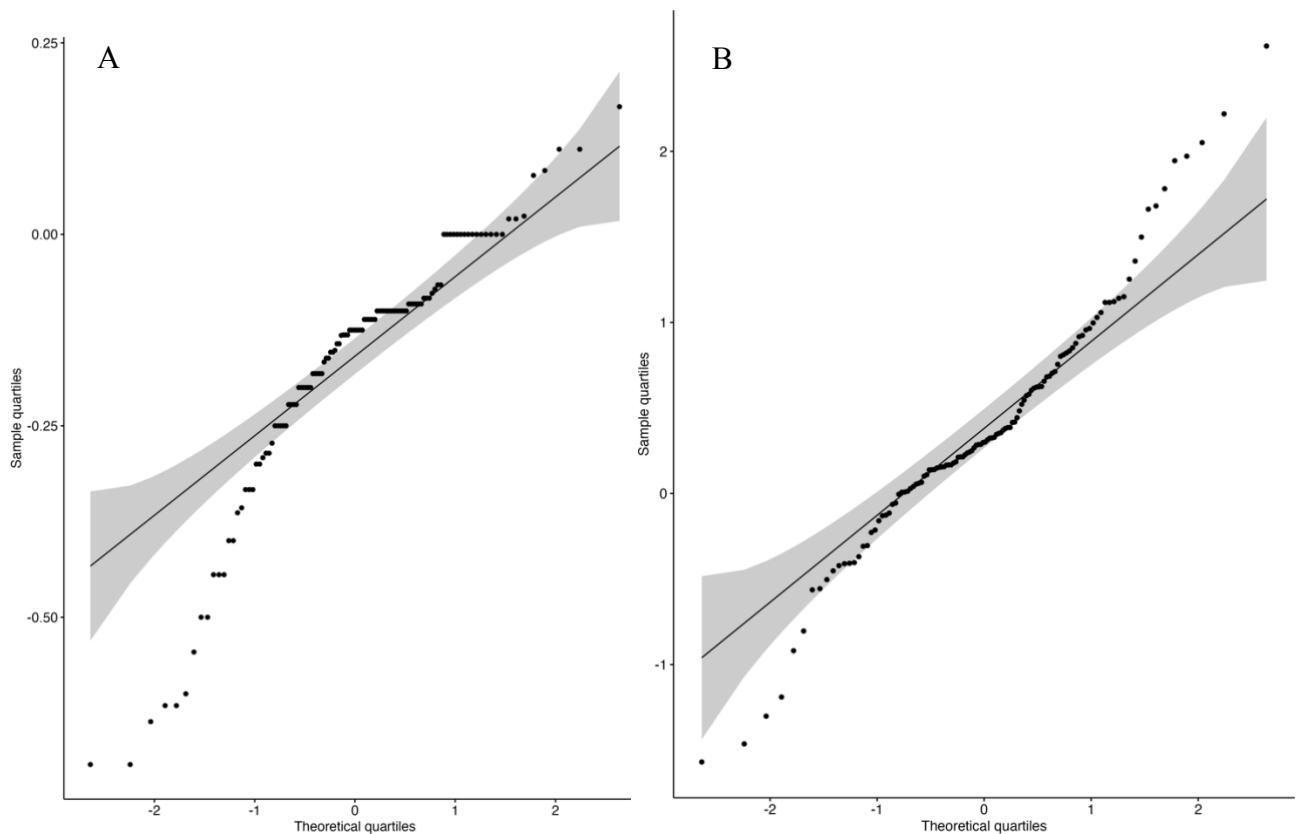 A
0.25
0.00
-0.25
-0.50
Sample quartiles
-2 -1 0 1 2
Theoretical quartiles
B
2
1
0
-1
Sample quartiles
-2 -1 0 1 2
Theoretical quartiles